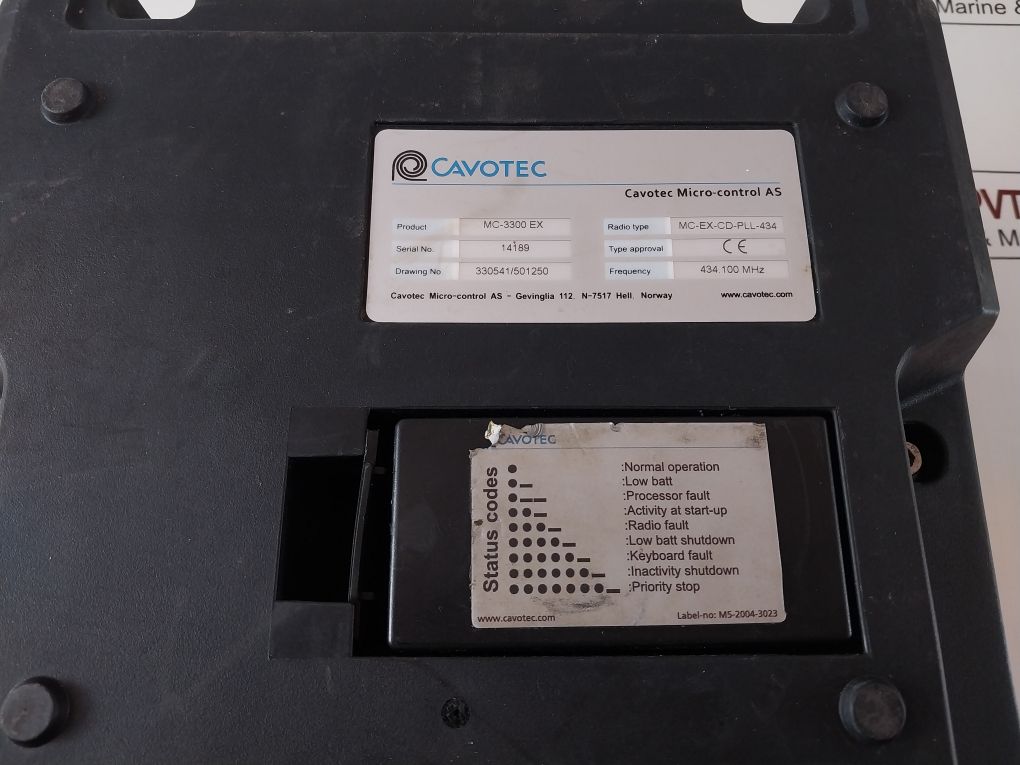 Marine &
CAVOTEC
Cavotec Micro-control AS
Product MC-3300 EX Radio type MC-EX-CD-PLL-434
Serial No. 14189 Type approval CE
Drawing No 330541/501250 Frequency 434.100 MHz
Cavotec Micro-control AS - Gevinglia 112, N-7517 Hell, Norway www.cavotec.com
PVT
& M
CAVOTEC
Status codes
:Normal operation
:Low batt
:Processor fault
:Activity at start-up
:Radio fault
:Low batt shutdown
:Keyboard fault
:Inactivity shutdown
:Priority stop
www.cavotec.com Label-no: M5-2004-3023